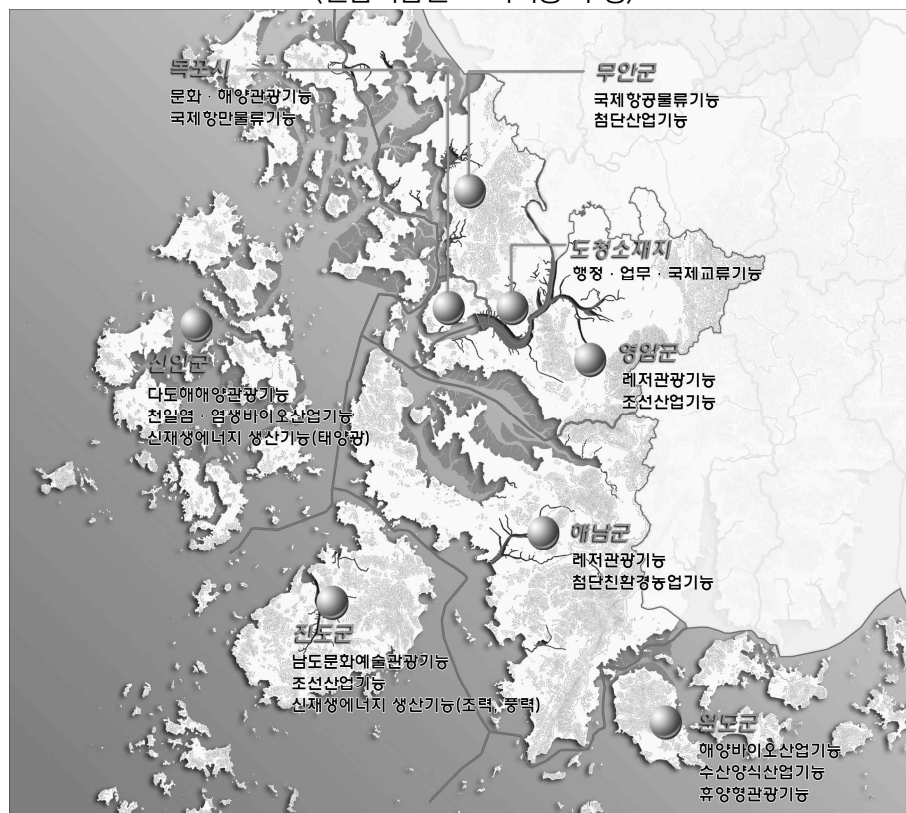 목포시
문화 · 해양관광기능
국제항만물류기능
무안군
국제항공물류기능
첨단산업기능
도청소재지
행정 · 업무 · 국제교류기능
영암군
레저관광기능
조선산업기능
신안군
다도해해양관광기능
천일염 · 염생바이오산업기능
신재생에너지 생산기능(태양광)
해남군
레저관광기능
첨단친환경농업기능
진도군
남도문화예술관광기능
조선산업기능
신재생에너지 생산기능(조력, 풍력)
완도군
해양바이오산업기능
수산양식산업기능
휴양형관광기능